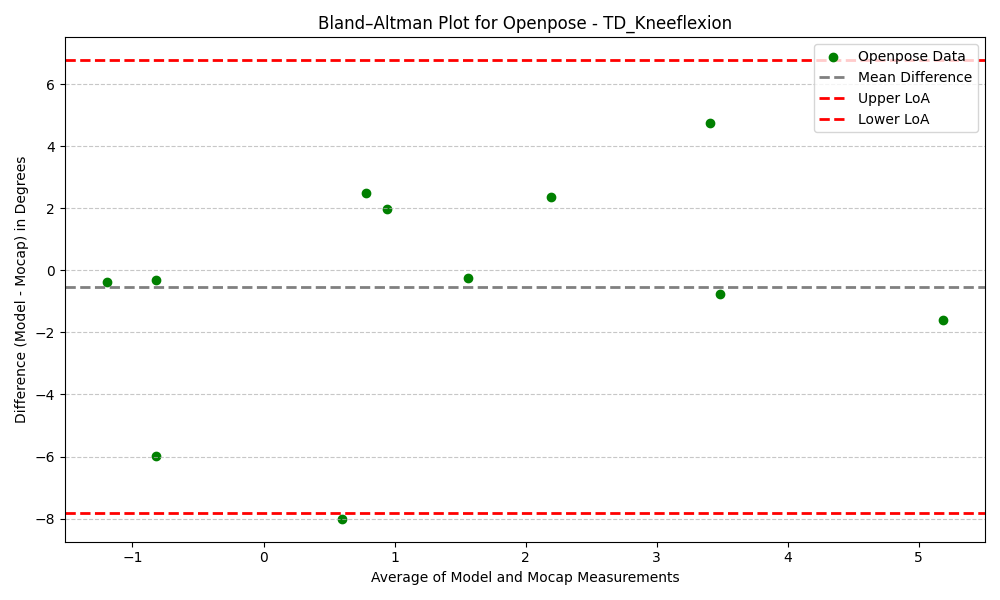 Bland–Altman Plot for Openpose - TD_Kneeflexion
Openpose Data
Mean Difference
Upper LoA
Lower LoA
Difference (Model - Mocap) in Degrees
6
4
2
0
−2
−4
−6
−8
−1
0
1
2
3
4
5
Average of Model and Mocap Measurements